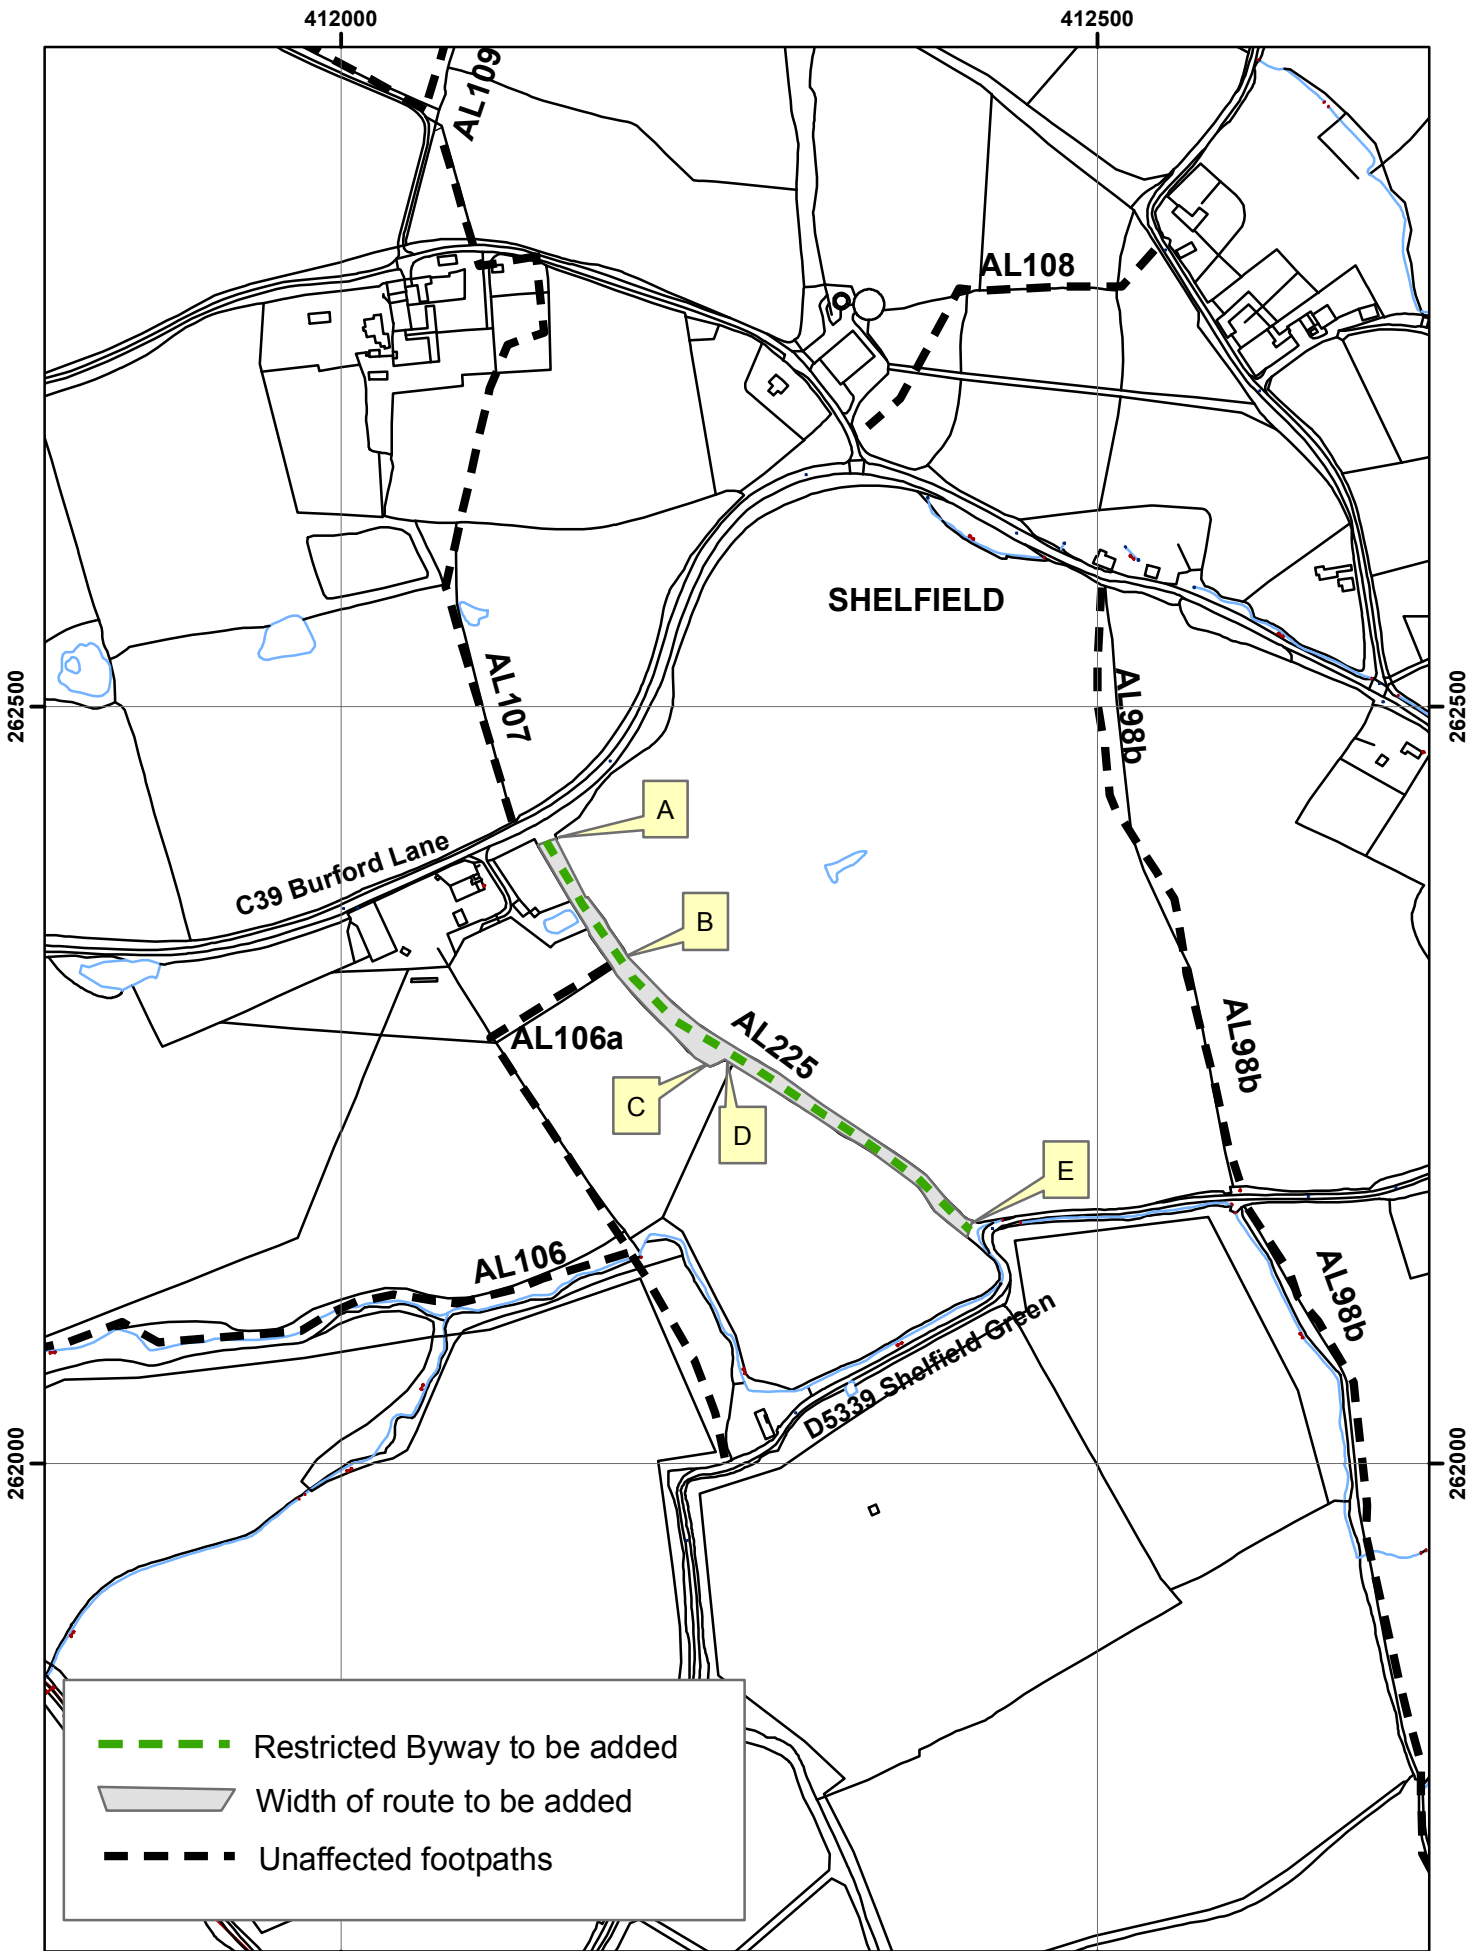 412000
412500
AL109
AL108
SHELFIELD
262500
262500
AL107
AL98b
A
C39 Burford Lane
B
AL106a
AL225
AL98b
C
D
E
AL106
AL98b
D5339 Shelfield Green
262000
262000
Restricted Byway to be added
Width of route to be added
Unaffected footpaths